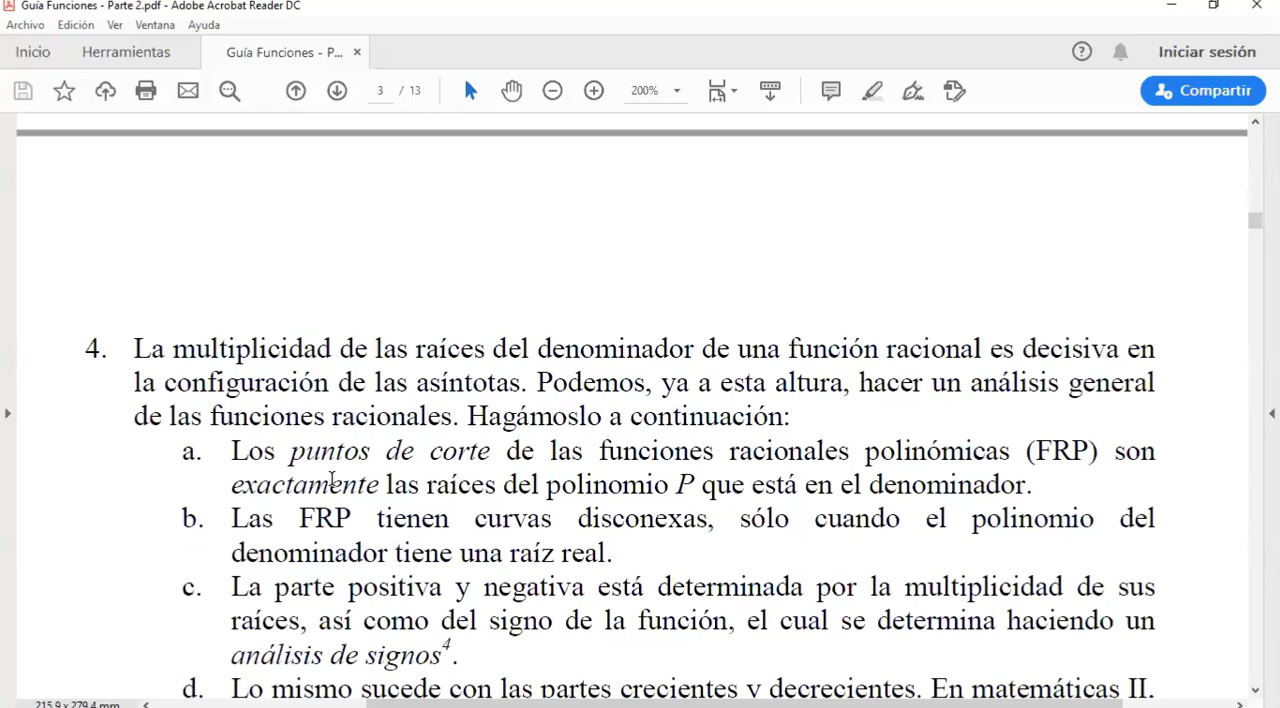 Guía Funciones - Parte 2.pdf - Adobe Acrobat Reader DC
Archivo Edición Ver Ventana Ayuda
Inicio Herramientas Guía Funciones - P... × Iniciar sesión
3 / 13 200% Compartir
4. La multiplicidad de las raíces del denominador de una función racional es decisiva en
la configuración de las asíntotas. Podemos, ya a esta altura, hacer un análisis general
de las funciones racionales. Hagámoslo a continuación:
a. Los puntos de corte de las funciones racionales polinómicas (FRP) son
exactamente las raíces del polinomio P que está en el denominador.
b. Las FRP tienen curvas disconexas, sólo cuando el polinomio del
denominador tiene una raíz real.
c. La parte positiva y negativa está determinada por la multiplicidad de sus
raíces, así como del signo de la función, el cual se determina haciendo un
análisis de signos4.
d. Lo mismo sucede con las partes crecientes y decrecientes. En matemáticas II,
215,9 x 279,4 mm